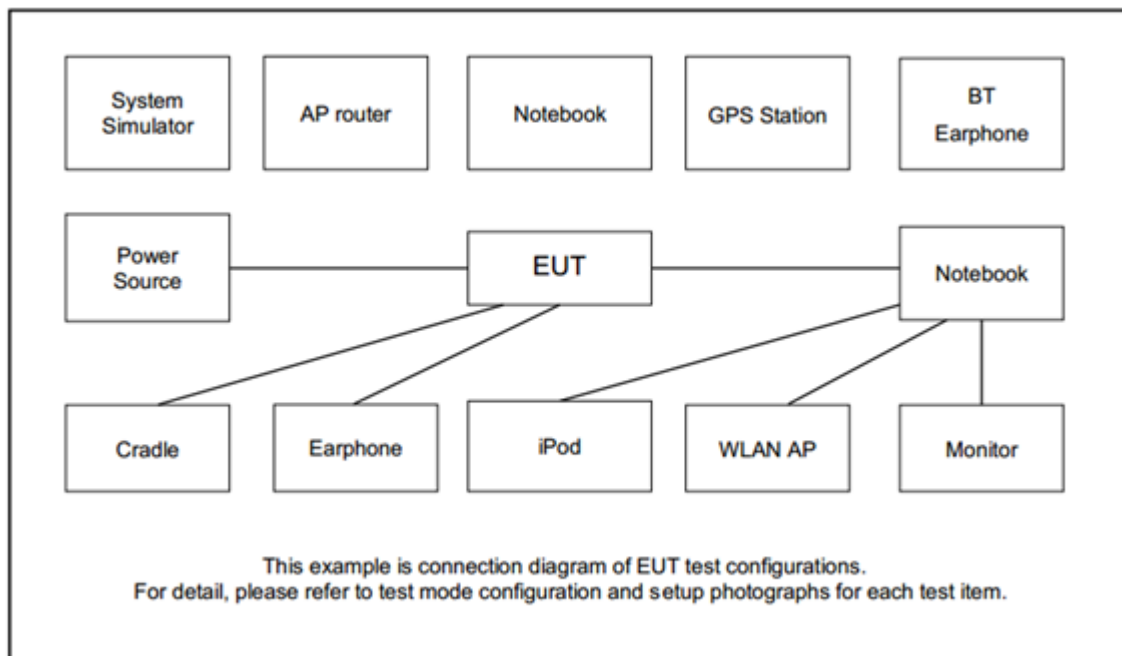 System
Simulator
AP router
Notebook
GPS Station
BT
Earphone
Power
Source
EUT
Notebook
Cradle
Earphone
iPod
WLAN AP
Monitor
This example is connection diagram of EUT test configurations.
For detail, please refer to test mode configuration and setup photographs for each test item.